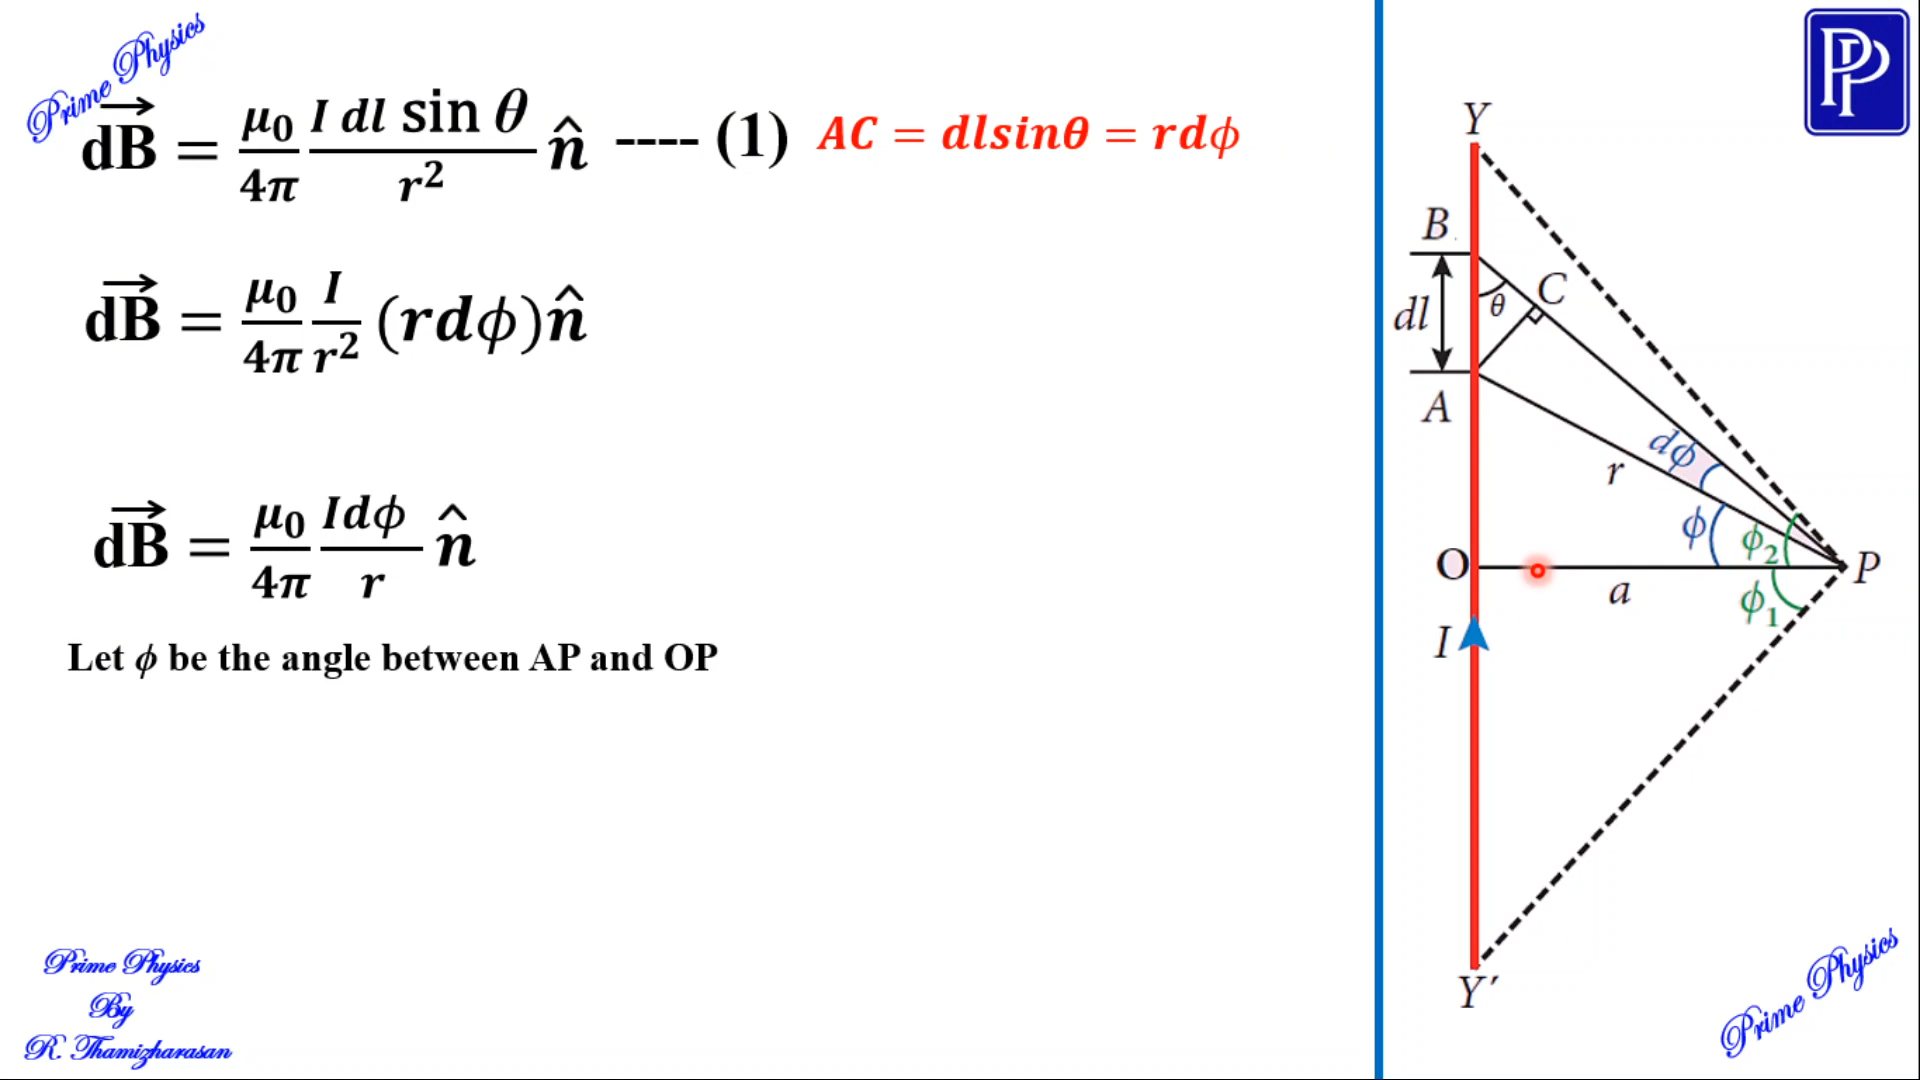 Prime Physics
dB⃗ = μ₀/4π I dl sin θ/r² n̂ ---- (1) AC = dlsinθ = rdϕ
dB⃗ = μ₀/4π I/r² (rdϕ)n̂
dB⃗ = μ₀/4π Idϕ/r n̂
Let ϕ be the angle between AP and OP
Prime Physics
By
R. Thamizharasan
PP
Y
B
C
θ
dl
A
dϕ
r
ϕ
ϕ₂
O
P
a
ϕ₁
I
Y′
Prime Physics